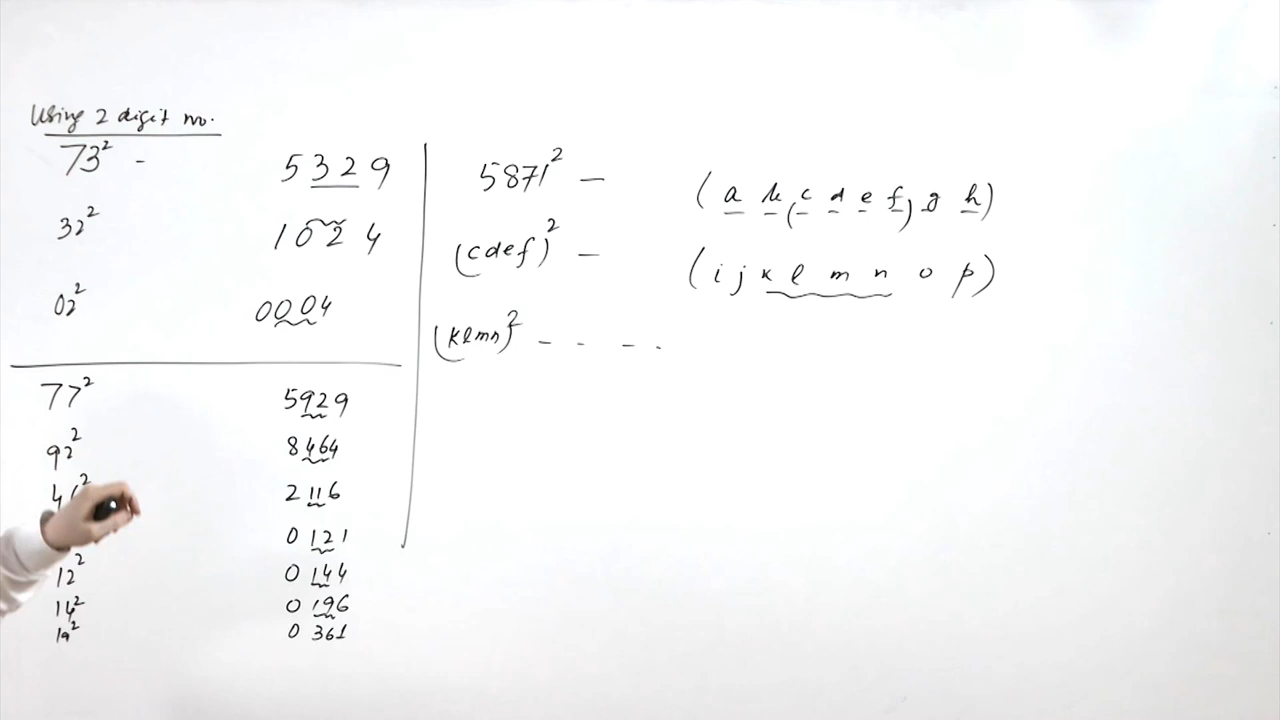 Using 2 digit no.
73² - 5329
32² 1024
02² 0004
77² 5929
92² 8464
2116
0121
12² 0144
14² 0196
19² 0361
5871² - (a b c d e f g h)
(cdef)² - (i j k l m n o p)
(klmn)² - - - -